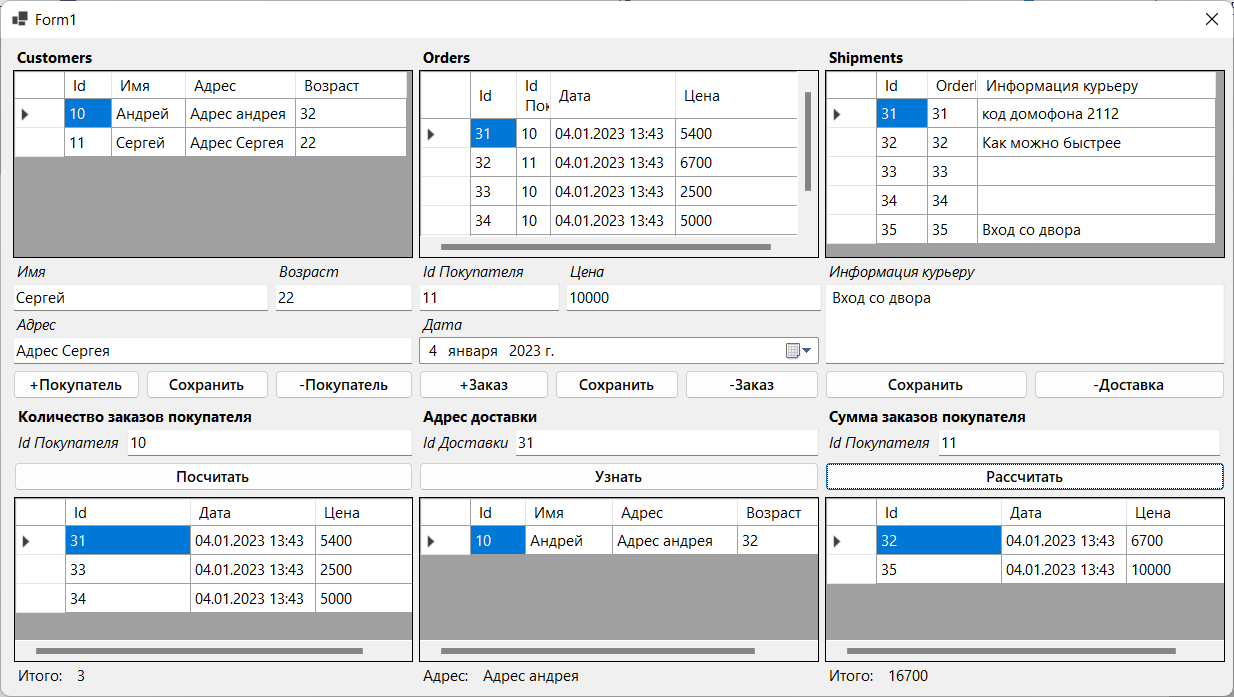 Form1
Customers Orders Shipments
Id Имя Адрес Возраст
10 Андрей Адрес андрея 32
11 Сергей Адрес Сергея 22
Id Id Пок Дата Цена
31 10 04.01.2023 13:43 5400
32 11 04.01.2023 13:43 6700
33 10 04.01.2023 13:43 2500
34 10 04.01.2023 13:43 5000
Id OrderI Информация курьеру
31 31 код домофона 2112
32 32 Как можно быстрее
33 33
34 34
35 35 Вход со двора
Имя Возраст Id Покупателя Цена Информация курьеру
Сергей 22 11 10000 Вход со двора
Адрес Дата
Адрес Сергея 4 января 2023 г.
+Покупатель Сохранить -Покупатель +Заказ Сохранить -Заказ Сохранить -Доставка
Количество заказов покупателя Адрес доставки Сумма заказов покупателя
Id Покупателя 10 Id Доставки 31 Id Покупателя 11
Посчитать Узнать Рассчитать
Id Дата Цена
31 04.01.2023 13:43 5400
33 04.01.2023 13:43 2500
34 04.01.2023 13:43 5000
Id Имя Адрес Возраст
10 Андрей Адрес андрея 32
Id Дата Цена
32 04.01.2023 13:43 6700
35 04.01.2023 13:43 10000
Итого: 3 Адрес: Адрес андрея Итого: 16700